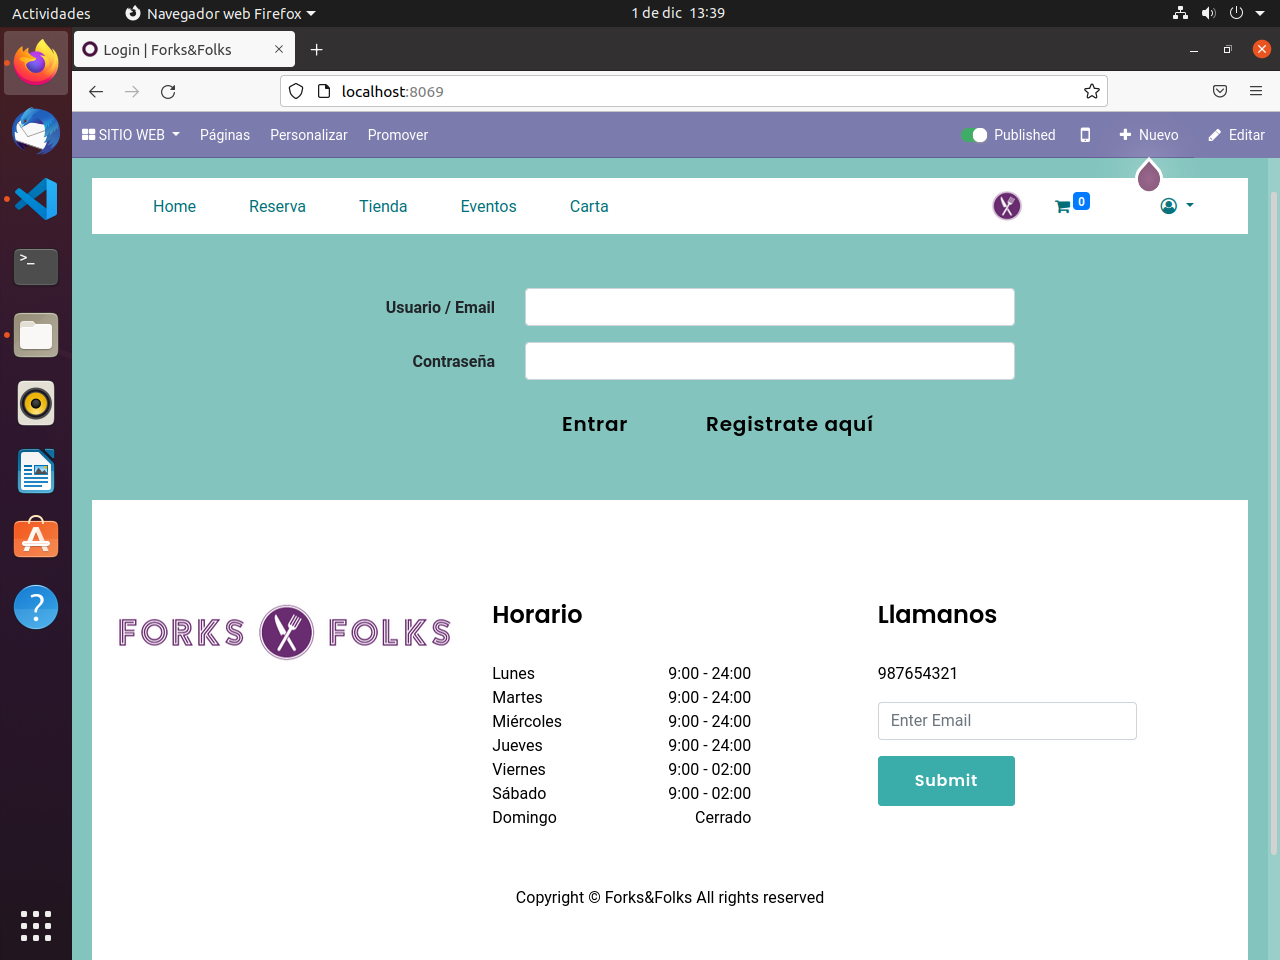 Actividades Navegador web Firefox 1 de dic 13:39
Login | Forks&Folks
localhost:8069
SITIO WEB Páginas Personalizar Promover Published Nuevo Editar
Home Reserva Tienda Eventos Carta 0
Usuario / Email
Contraseña
Entrar Registrate aquí
FORKS FOLKS
Horario
Lunes 9:00 - 24:00
Martes 9:00 - 24:00
Miércoles 9:00 - 24:00
Jueves 9:00 - 24:00
Viernes 9:00 - 02:00
Sábado 9:00 - 02:00
Domingo Cerrado
Llamanos
987654321
Enter Email
Submit
Copyright © Forks&Folks All rights reserved